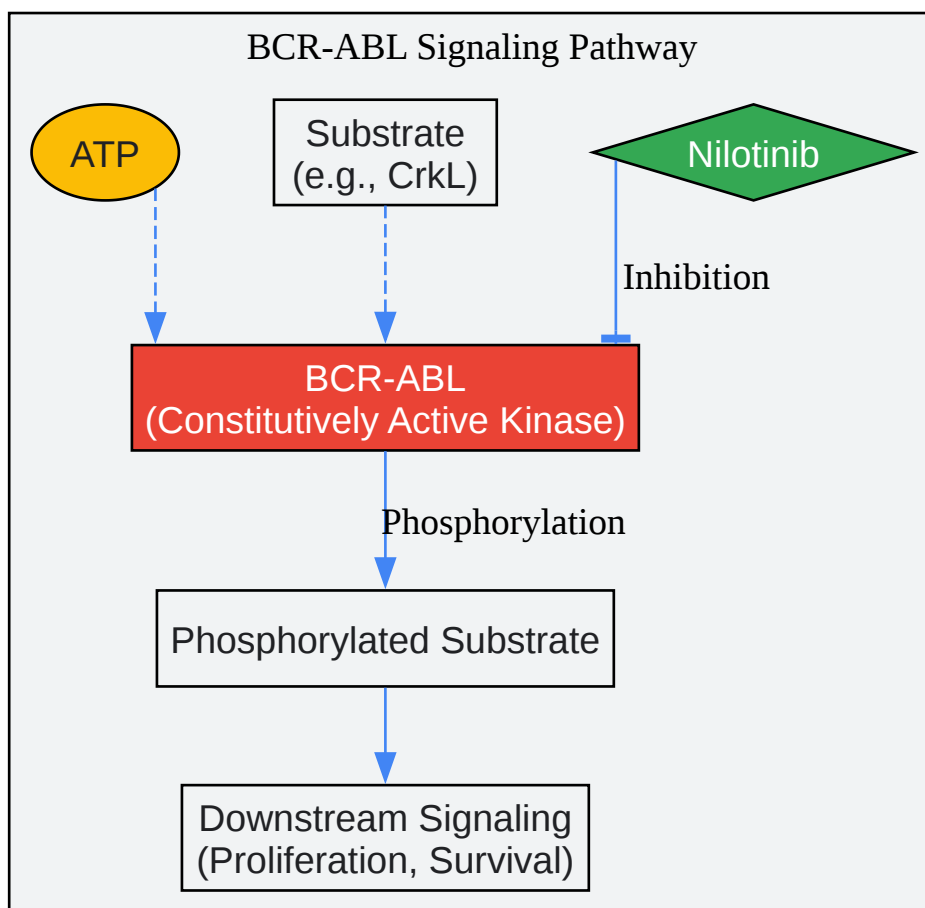 BCR-ABL Signaling Pathway
ATP
Substrate
(e.g., CrkL)
Nilotinib
Inhibition
BCR-ABL
(Constitutively Active Kinase)
Phosphorylation
Phosphorylated Substrate
Downstream Signaling
(Proliferation, Survival)